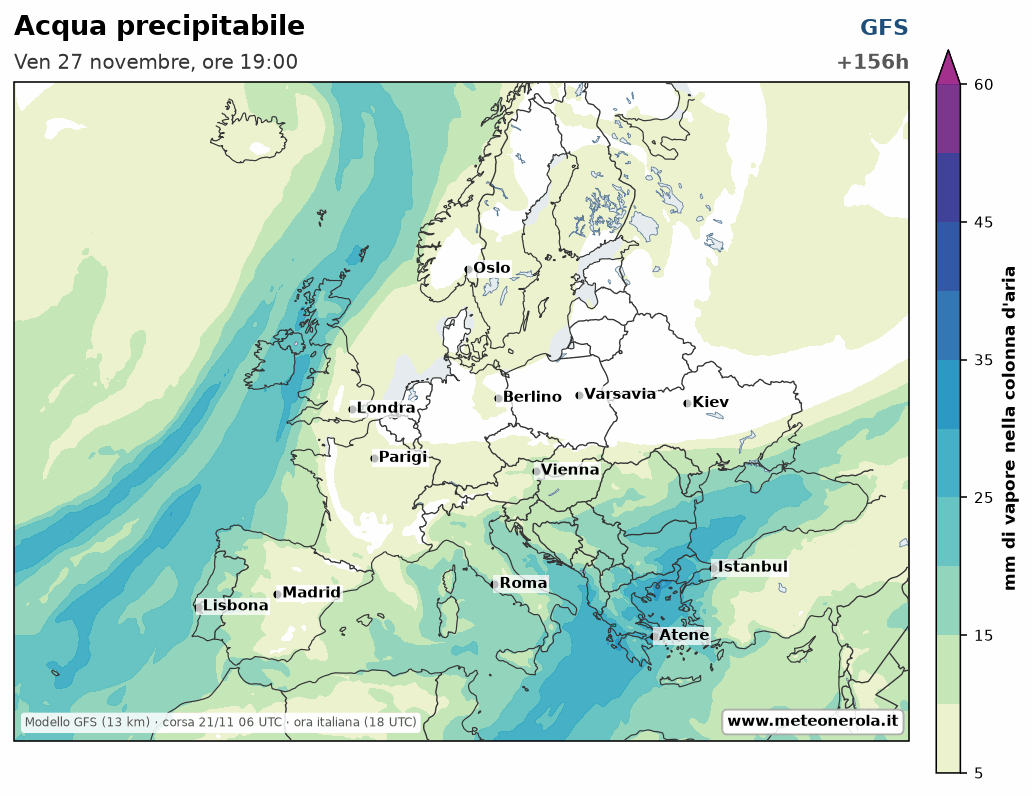 Acqua precipitabile
GFS
Ven 27 novembre, ore 19:00
+156h
60
45
35
25
15
5
mm di vapore nella colonna d'aria
Oslo
Londra
Berlino
Varsavia
Kiev
Parigi
Vienna
Istanbul
Roma
Madrid
Lisbona
Atene
Modello GFS (13 km) · corsa 21/11 06 UTC · ora italiana (18 UTC)
www.meteonerola.it